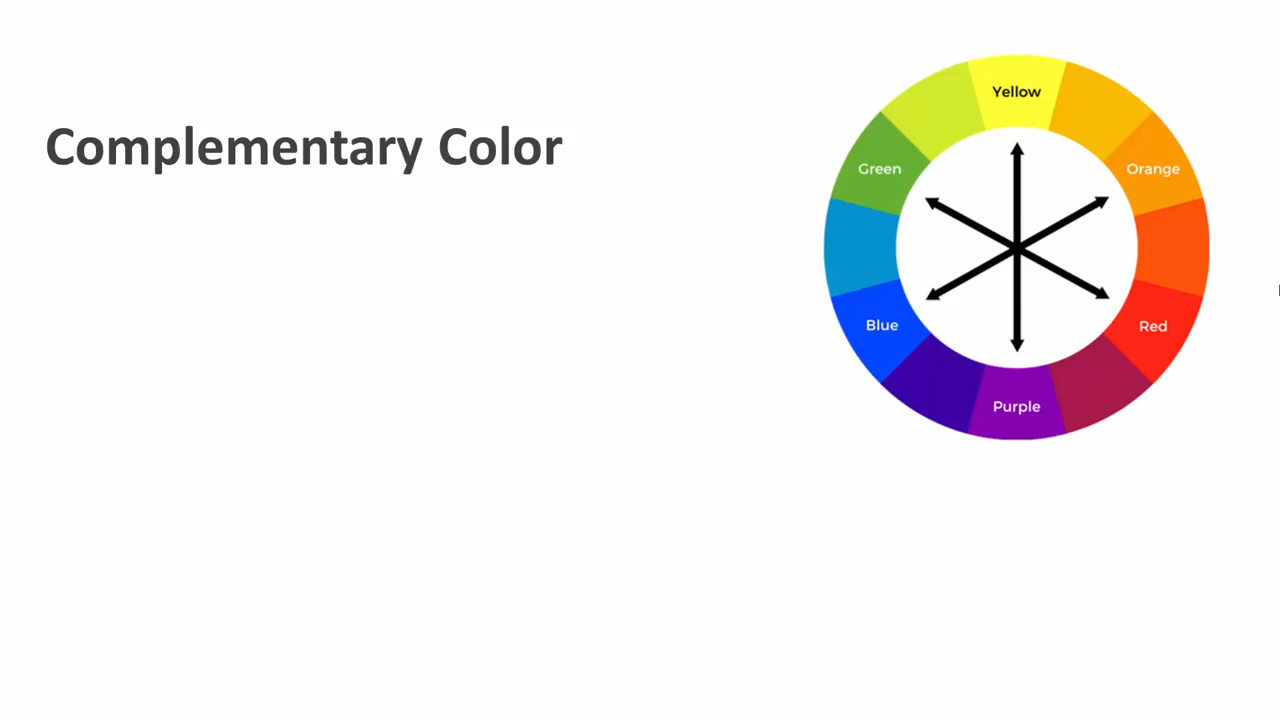 Complementary Color
Yellow
Green
Orange
Blue
Red
Purple